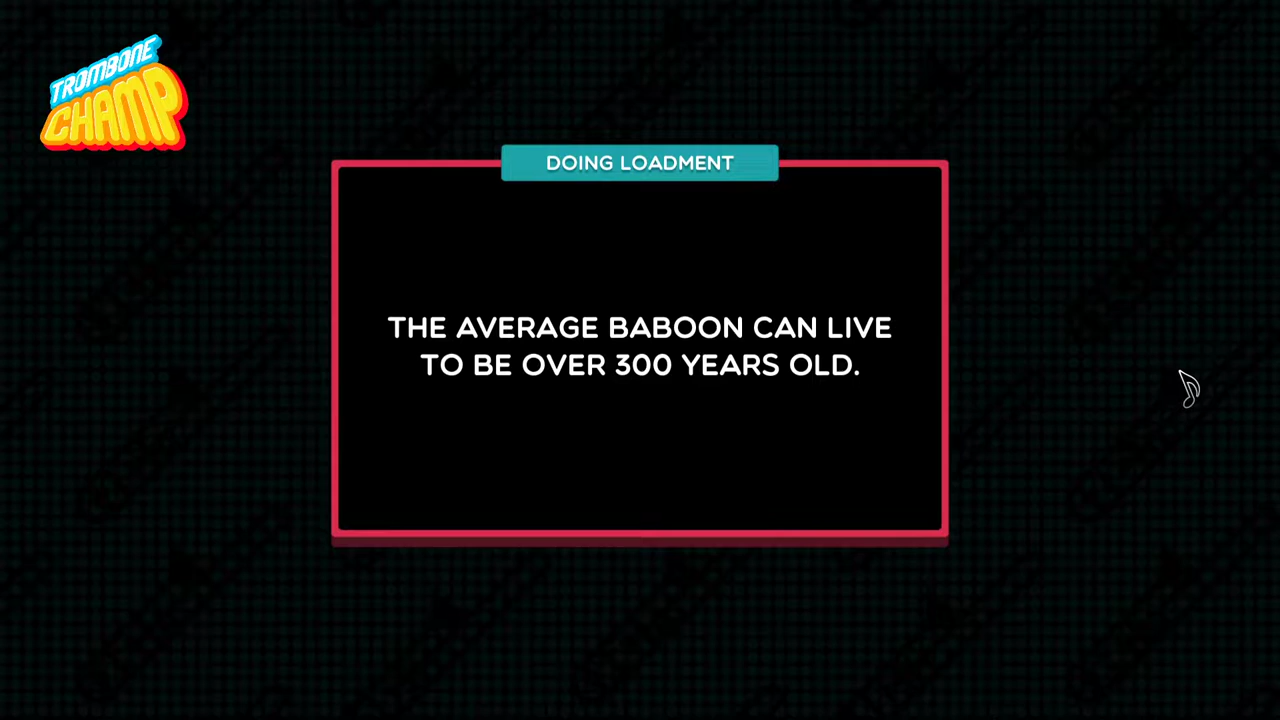 TROMBONE
CHAMP
DOING LOADMENT
THE AVERAGE BABOON CAN LIVE
TO BE OVER 300 YEARS OLD.